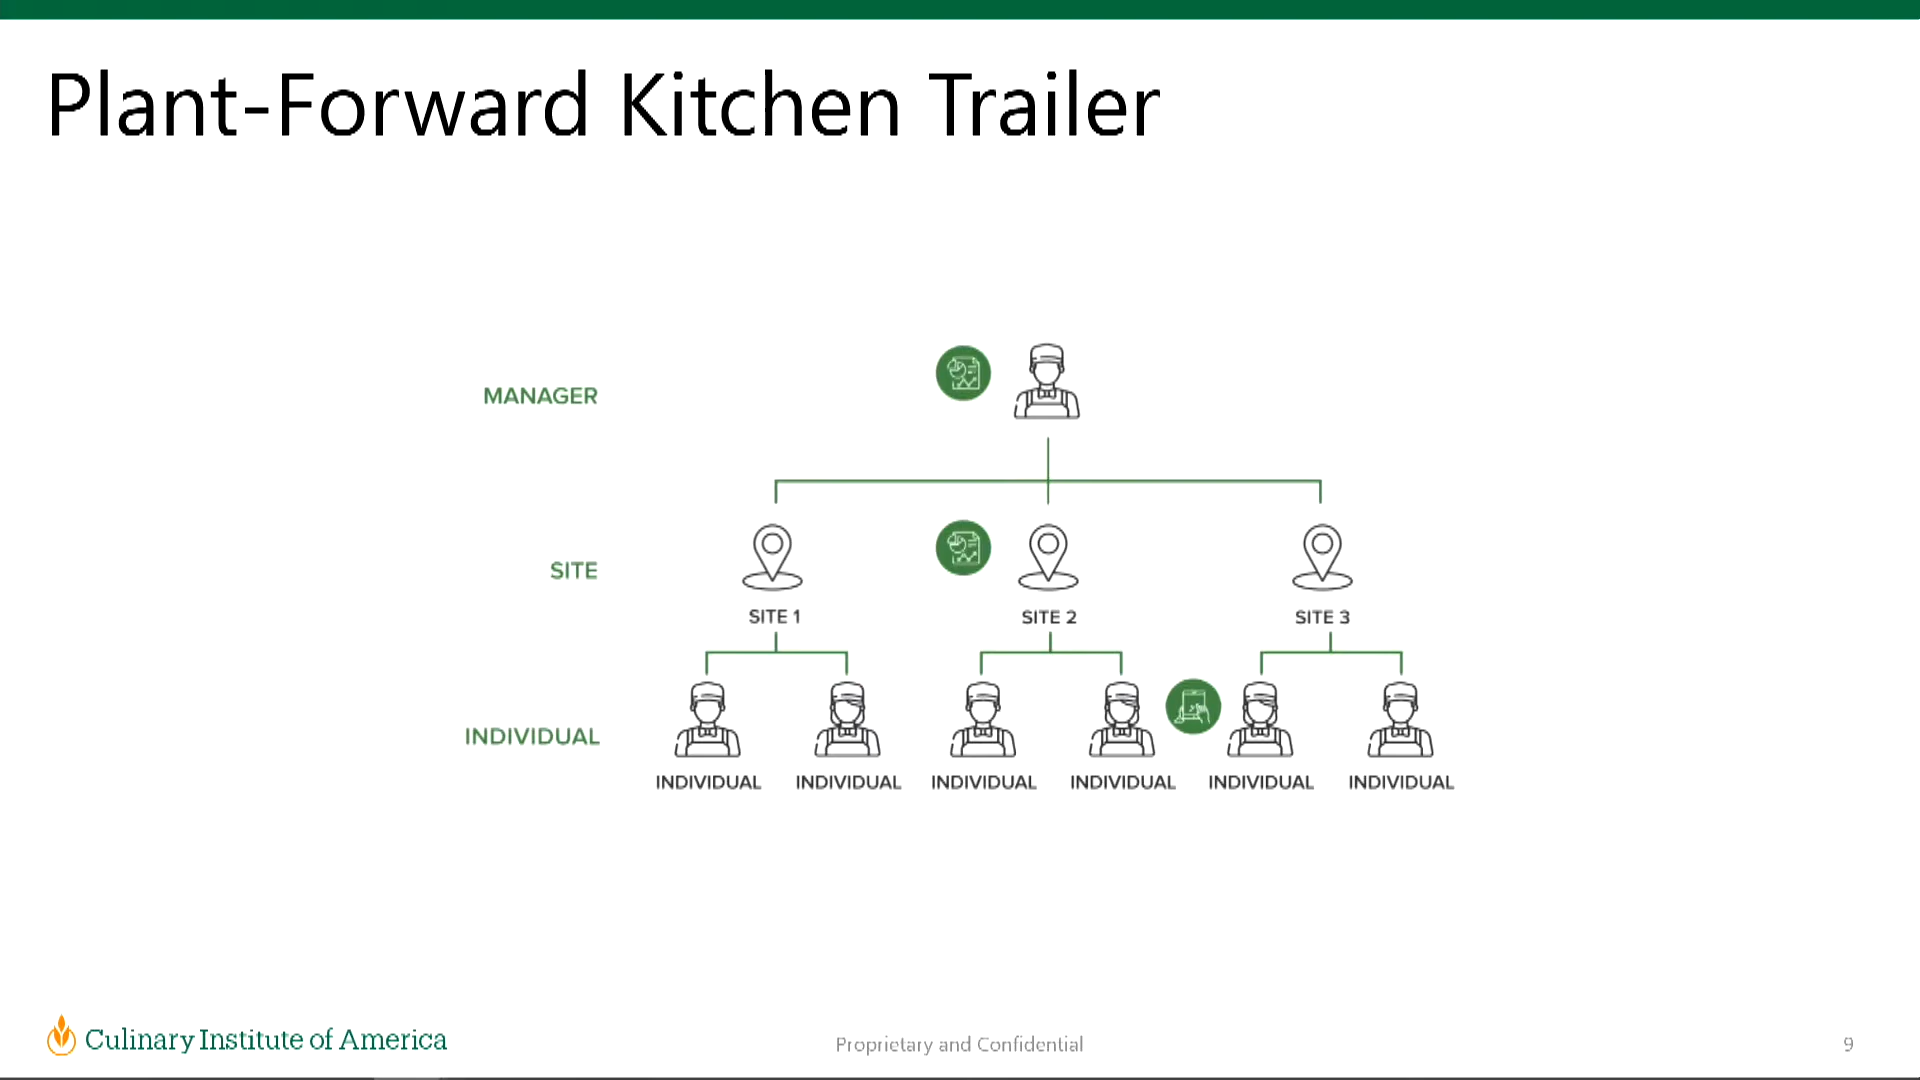 Plant-Forward Kitchen Trailer
MANAGER
SITE
SITE 1
SITE 2
SITE 3
INDIVIDUAL
INDIVIDUAL
INDIVIDUAL
INDIVIDUAL
INDIVIDUAL
INDIVIDUAL
INDIVIDUAL
Culinary Institute of America
Proprietary and Confidential
9